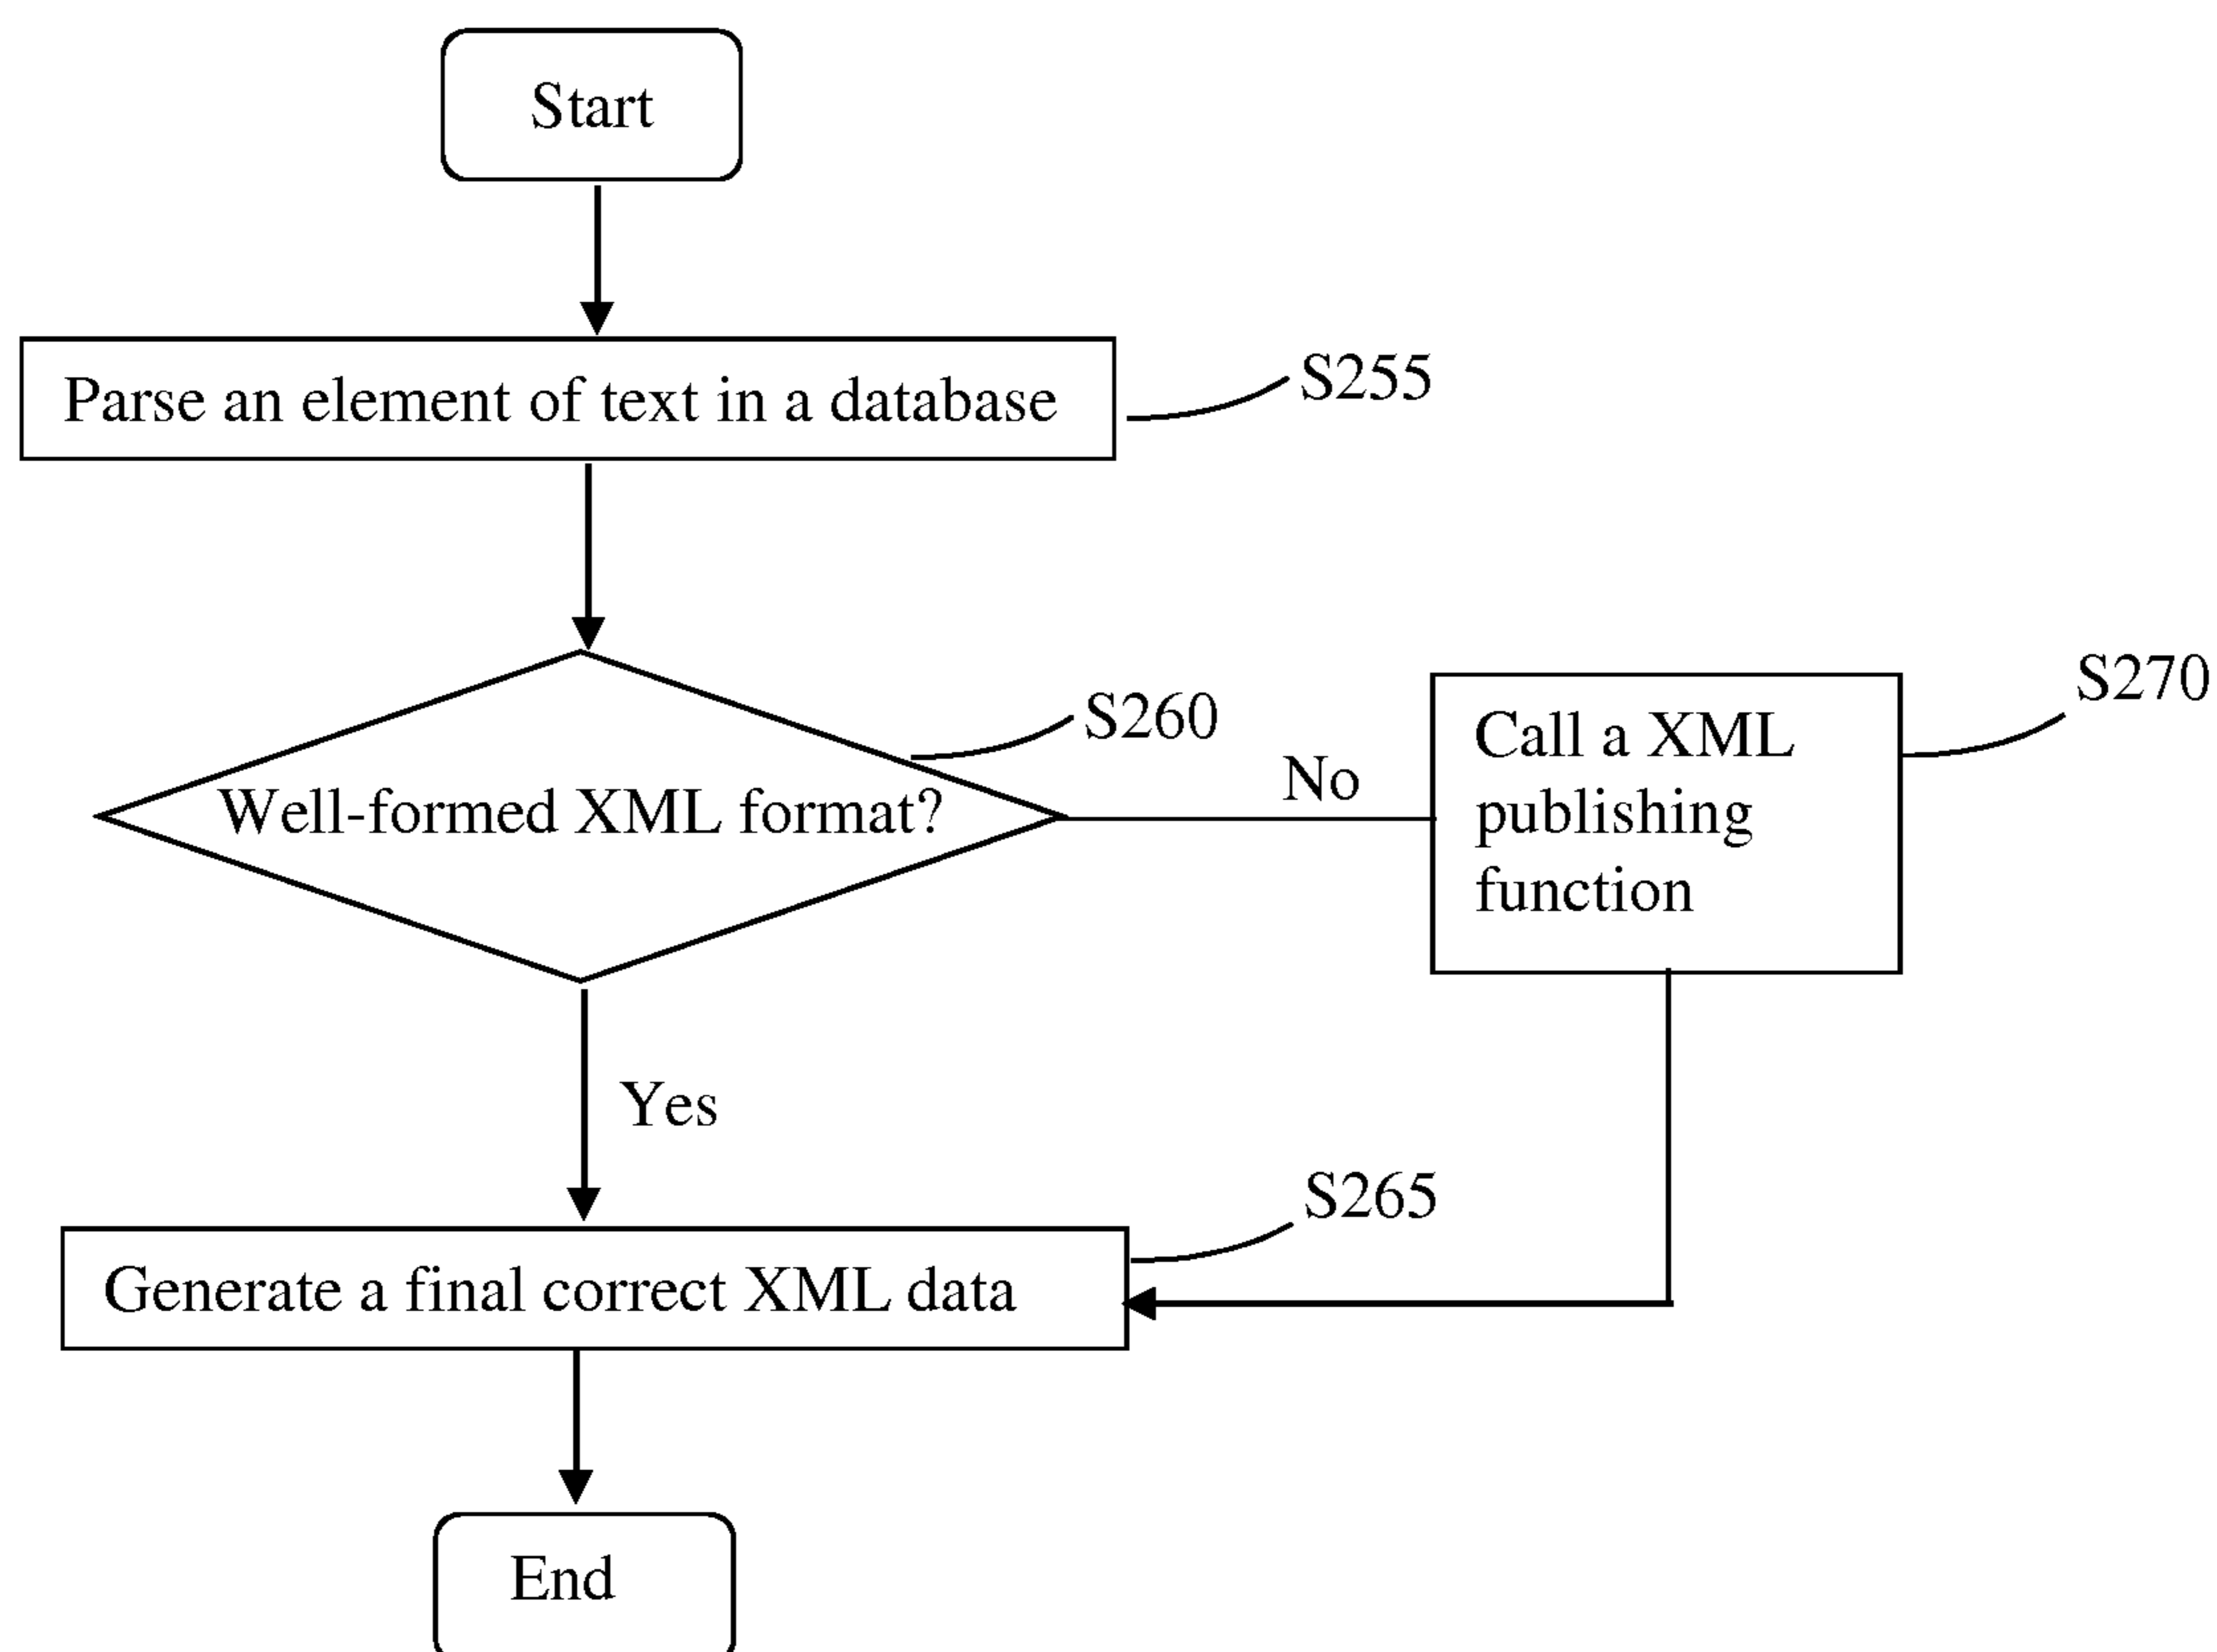 Start
Parse an element of text in a database
S255
S260
Well-formed XML format?
No
Call a XML
publishing
function
S270
Yes
S265
Generate a final correct XML data
End